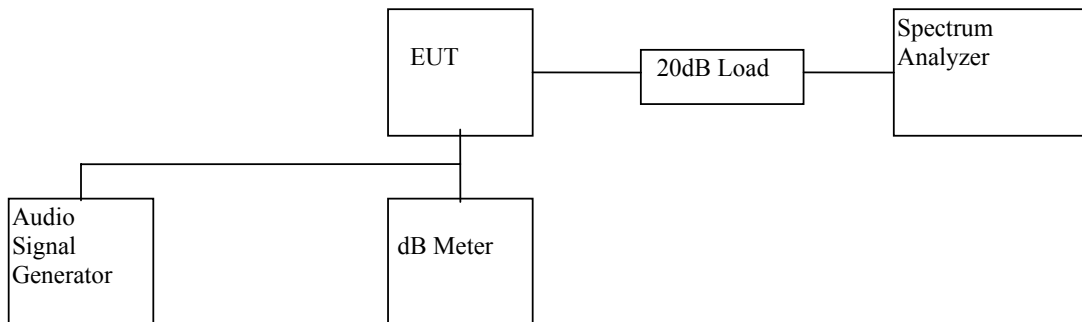 EUT
20dB Load
Spectrum
Analyzer
Audio
Signal
Generator
dB Meter